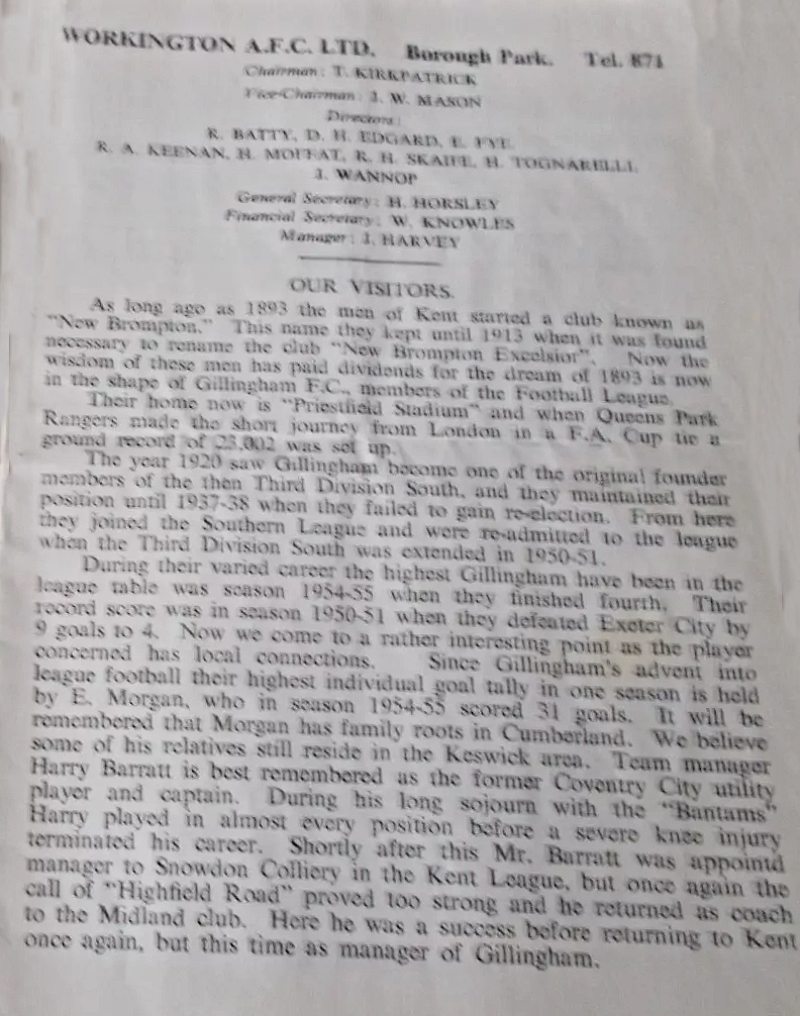 WORKINGTON A.F.C. LTD. Borough Park. Tel. 871
Chairman: T. KIRKPATRICK
Vice-Chairman: J. W. MASON
Directors:
R. BATTY, D. H. EDGARD, E. FYE.
R. A. KEENAN, H. MOFFAT, R. H. SKAIFE, H. TOGNARELLI,
J. WANNOP
General Secretary: H. HORSLEY
Financial Secretary: W. KNOWLES
Manager: J. HARVEY
OUR VISITORS.
As long ago as 1893 the men of Kent started a club known as
"New Brompton." This name they kept until 1913 when it was found
necessary to rename the club "New Brompton Excelsior". Now the
wisdom of these men has paid dividends for the dream of 1893 is now
in the shape of Gillingham F.C., members of the Football League.
Their home now is "Priestfield Stadium" and when Queens Park
Rangers made the short journey from London in a F.A. Cup tie a
ground record of 23,002 was set up.
The year 1920 saw Gillingham become one of the original founder
members of the then Third Division South, and they maintained their
position until 1937-38 when they failed to gain re-election. From here
they joined the Southern League and were re-admitted to the league
when the Third Division South was extended in 1950-51.
During their varied career the highest Gillingham have been in the
league table was season 1954-55 when they finished fourth. Their
record score was in season 1950-51 when they defeated Exeter City by
9 goals to 4. Now we come to a rather interesting point as the player
concerned has local connections. Since Gillingham's advent into
league football their highest individual goal tally in one season is held
by E. Morgan, who in season 1954-55 scored 31 goals. It will be
remembered that Morgan has family roots in Cumberland. We believe
some of his relatives still reside in the Keswick area. Team manager
Harry Barratt is best remembered as the former Coventry City utility
player and captain. During his long sojourn with the "Bantams"
Harry played in almost every position before a severe knee injury
terminated his career. Shortly after this Mr. Barratt was appointd
manager to Snowdon Colliery in the Kent League, but once again the
call of "Highfield Road" proved too strong and he returned as coach
to the Midland club. Here he was a success before returning to Kent
once again, but this time as manager of Gillingham.